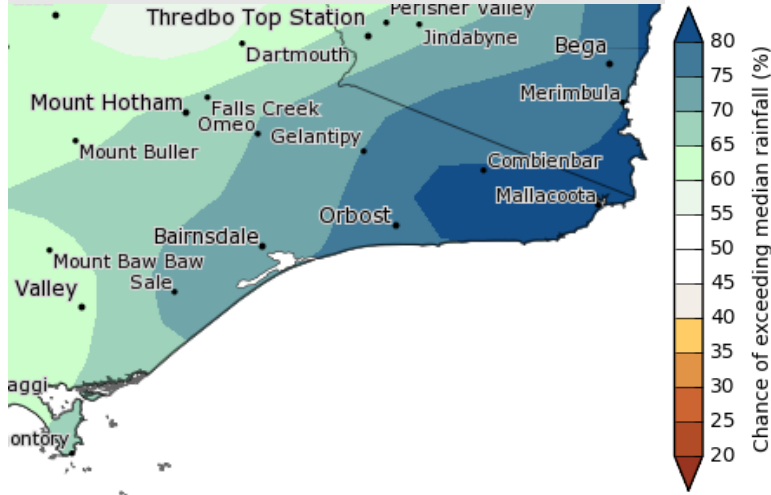 Perisher Valley
Thredbo Top Station
Jindabyne
Dartmouth
Bega
Mount Hotham
Falls Creek
Merimbula
Omeo
Gelantipy
Mount Buller
Combienbar
Mallacoota
Orbost
Bairnsdale
Mount Baw Baw
Sale
Valley
aggi
ontory
80
75
70
65
60
55
50
45
40
35
30
25
20
Chance of exceeding median rainfall (%)